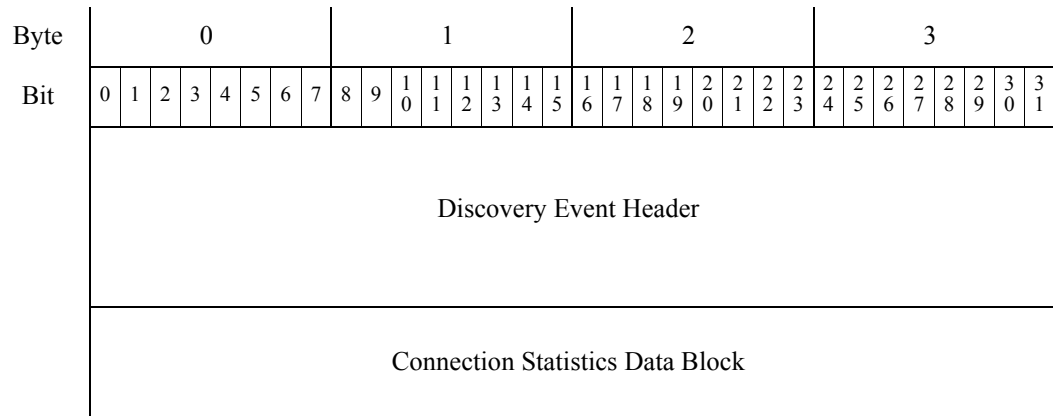 Byte 0 1 2 3
Bit 0 1 2 3 4 5 6 7 8 9 10 11 12 13 14 15 16 17 18 19 20 21 22 23 24 25 26 27 28 29 30 31
Discovery Event Header
Connection Statistics Data Block